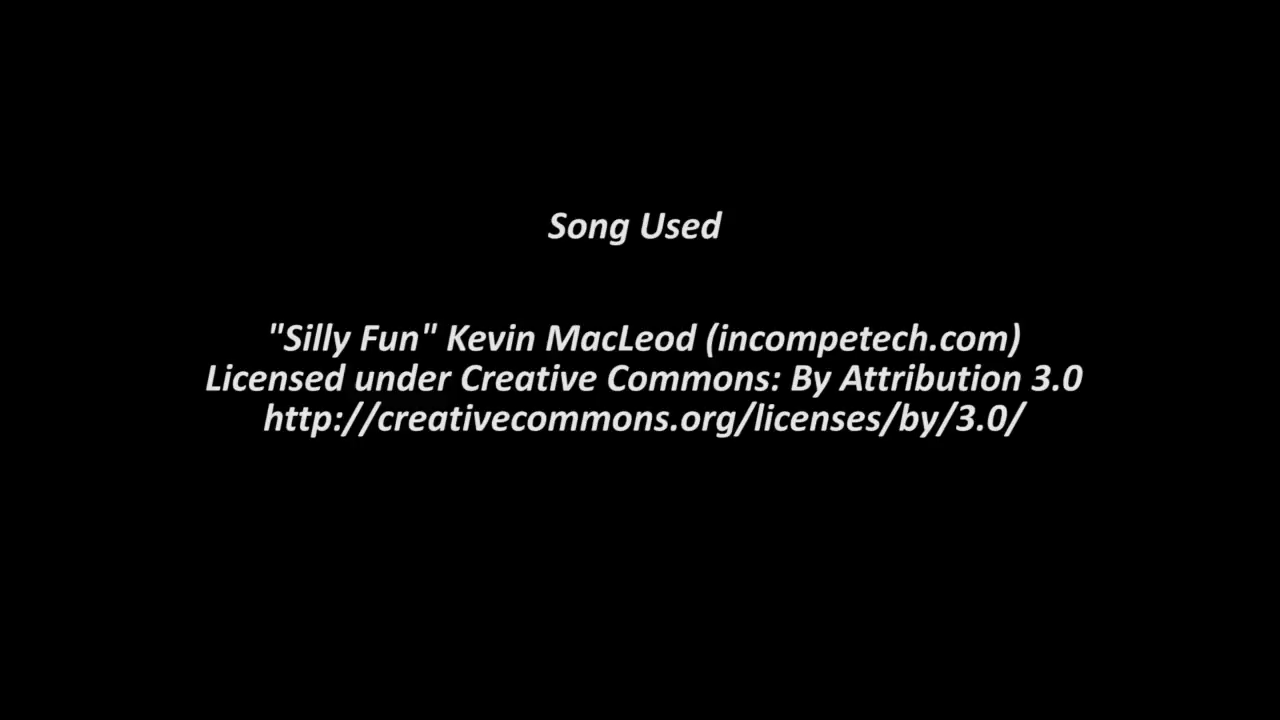 Song Used
"Silly Fun" Kevin MacLeod (incompetech.com)
Licensed under Creative Commons: By Attribution 3.0
http://creativecommons.org/licenses/by/3.0/